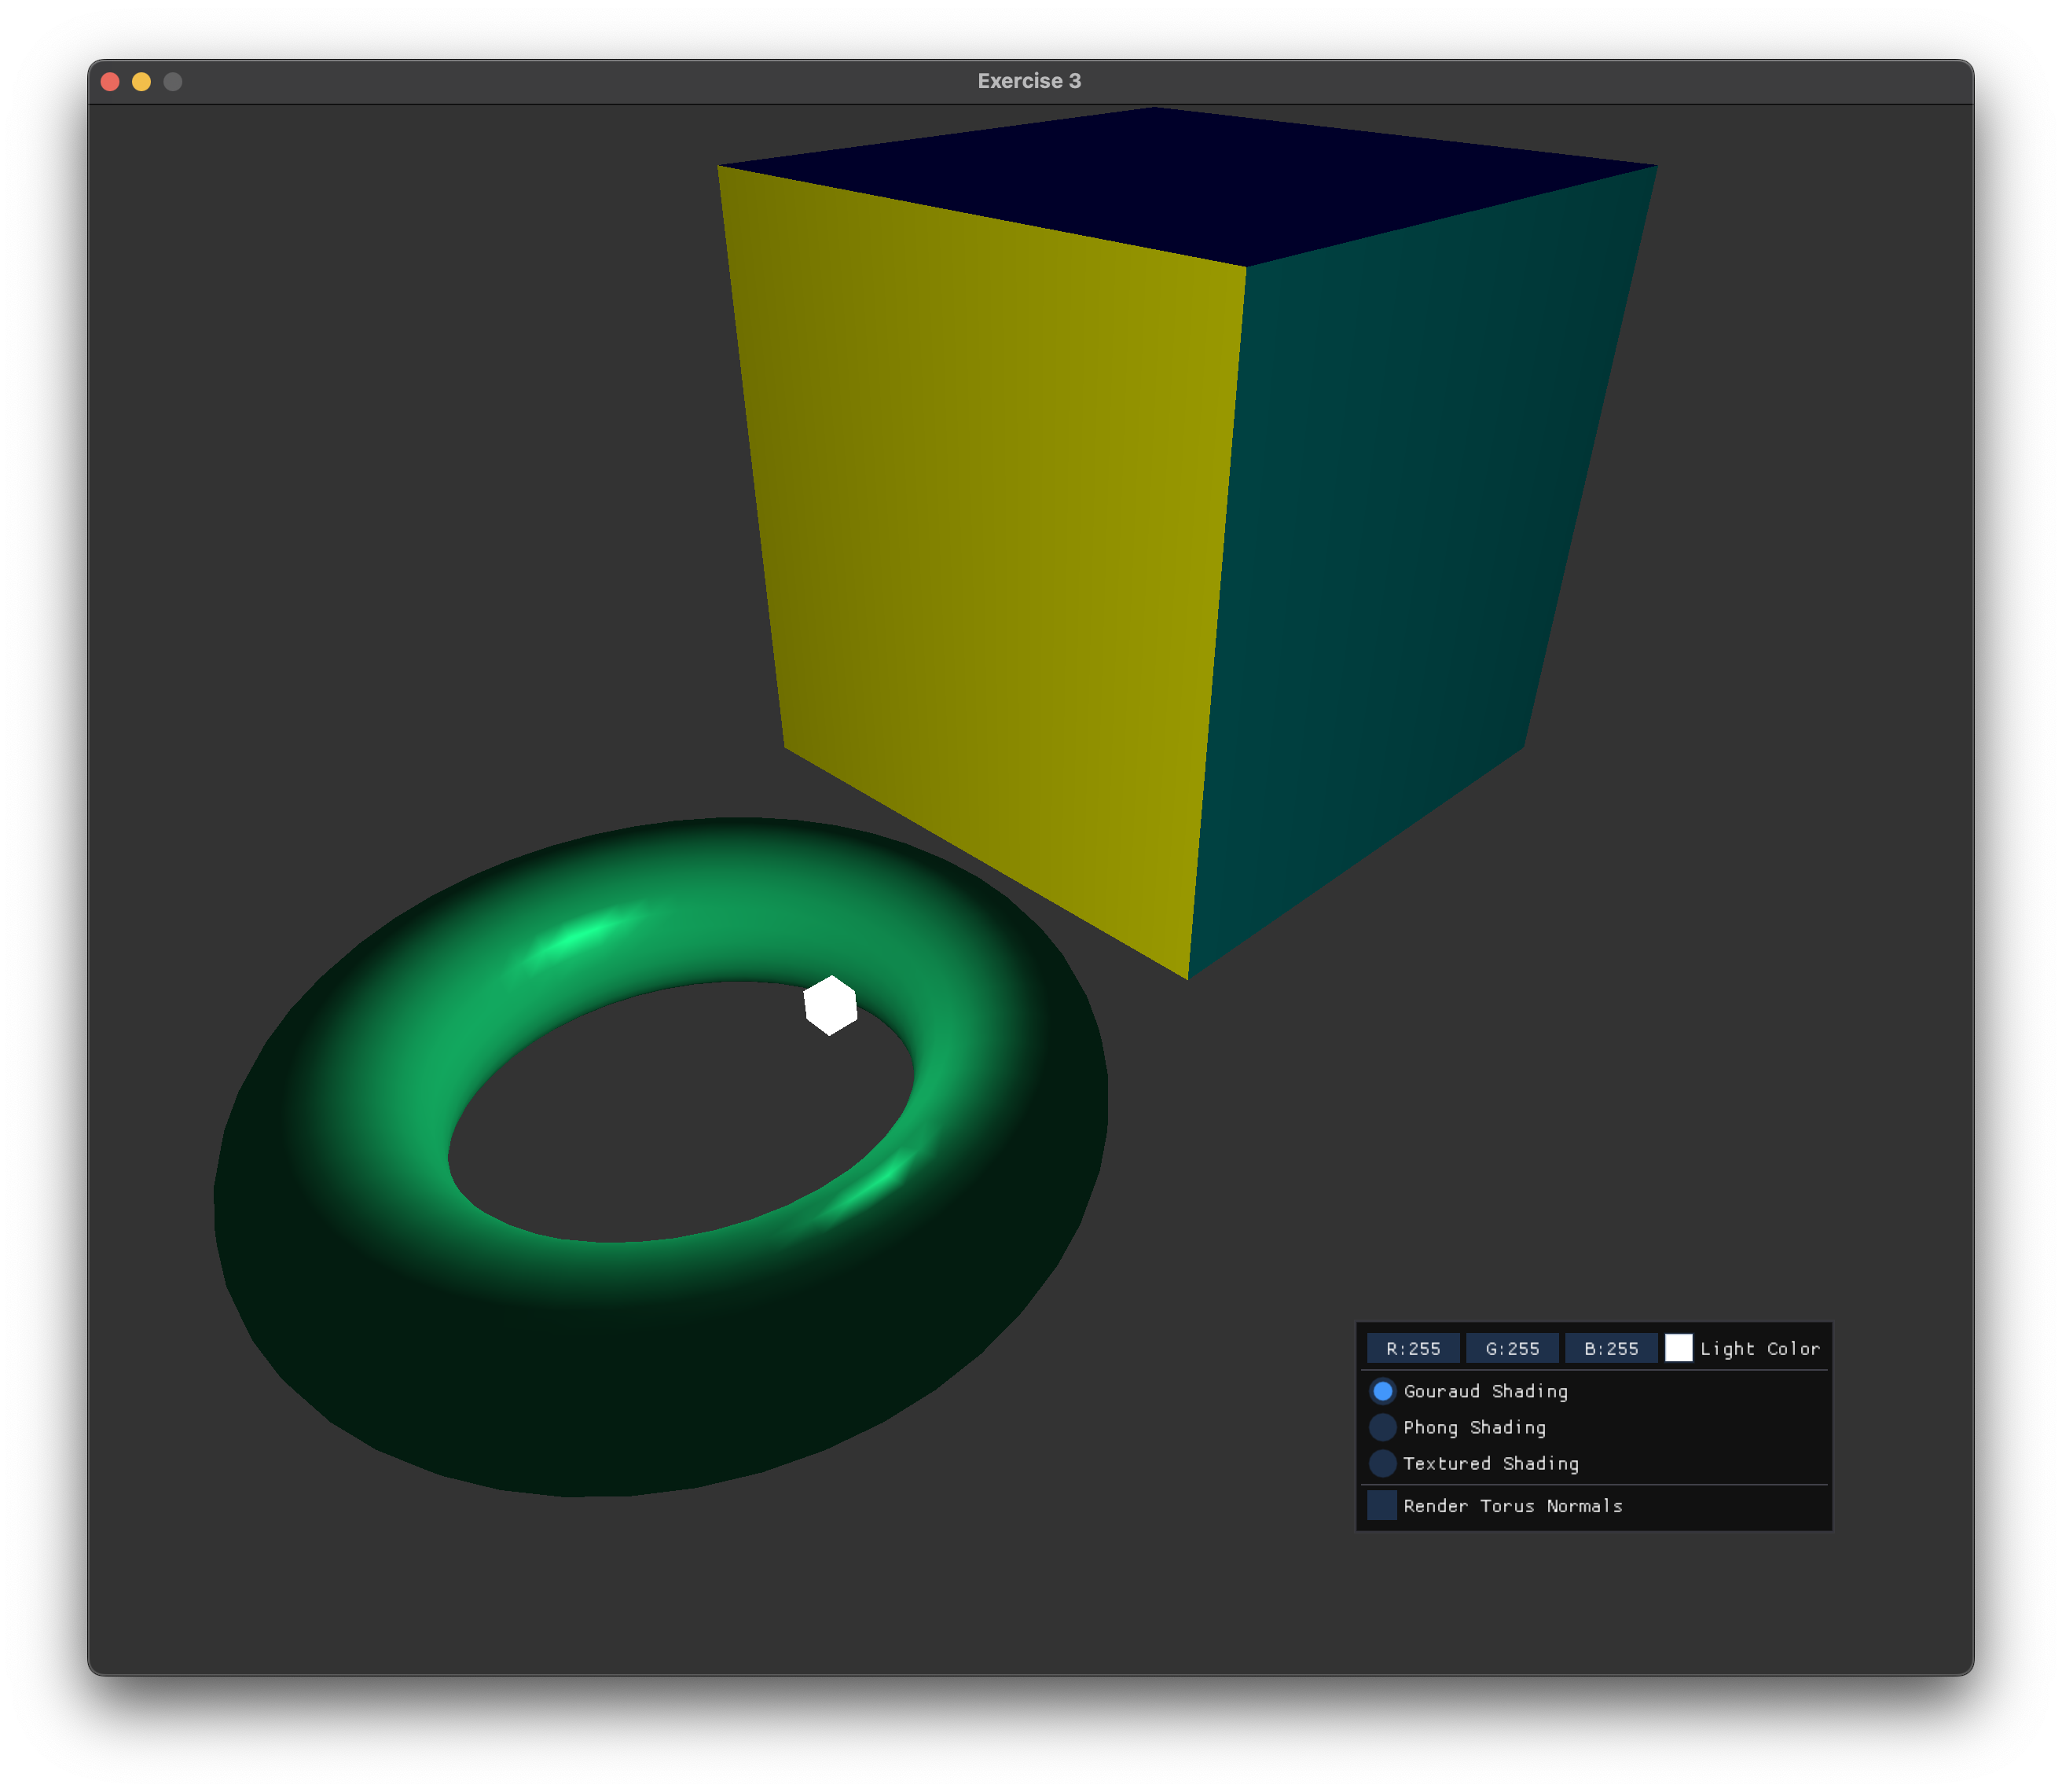 Exercise 3
R:255 G:255 B:255 Light Color
Gouraud Shading
Phong Shading
Textured Shading
Render Torus Normals